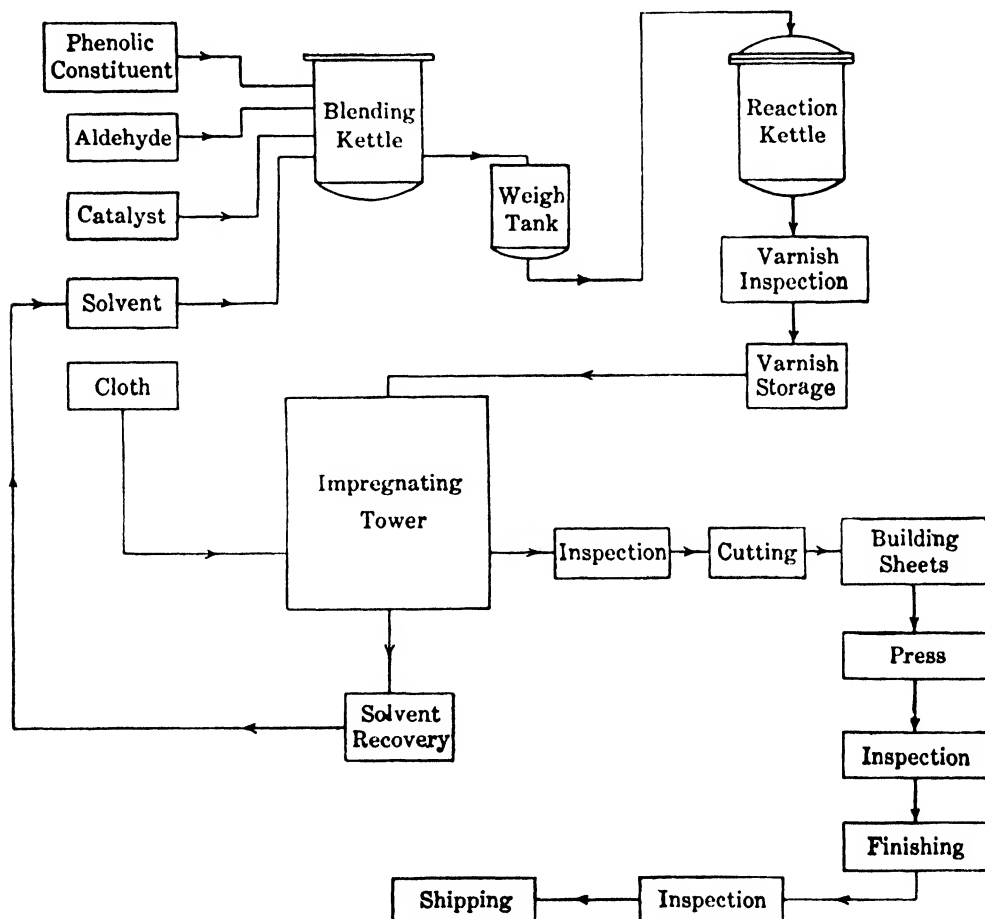 Phenolic
Constituent
Aldehyde
Catalyst
Solvent
Cloth
Blending
Kettle
Weigh
Tank
Reaction
Kettle
Varnish
Inspection
Varnish
Storage
Impregnating
Tower
Inspection
Cutting
Building
Sheets
Press
Solvent
Recovery
Inspection
Finishing
Inspection
Shipping